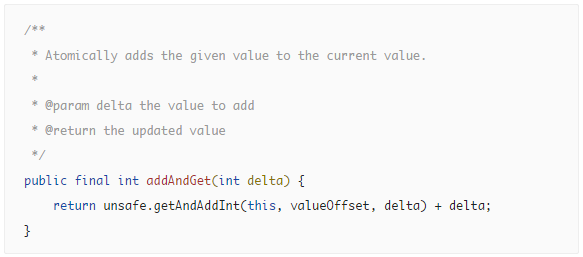 /**
 * Atomically adds the given value to the current value.
 *
 * @param delta the value to add
 * @return the updated value
 */
public final int addAndGet(int delta) {
    return unsafe.getAndAddInt(this, valueOffset, delta) + delta;
}